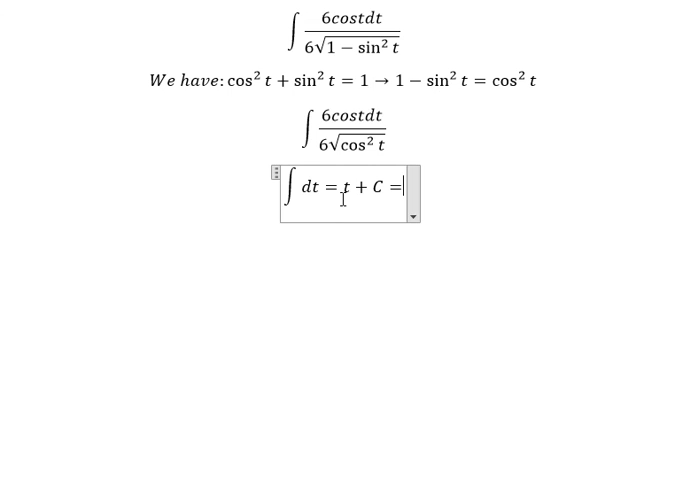 ∫ 6costdt / 6√1 − sin² t
We have: cos² t + sin² t = 1 → 1 − sin² t = cos² t
∫ 6costdt / 6√cos² t
∫ dt = t + C =